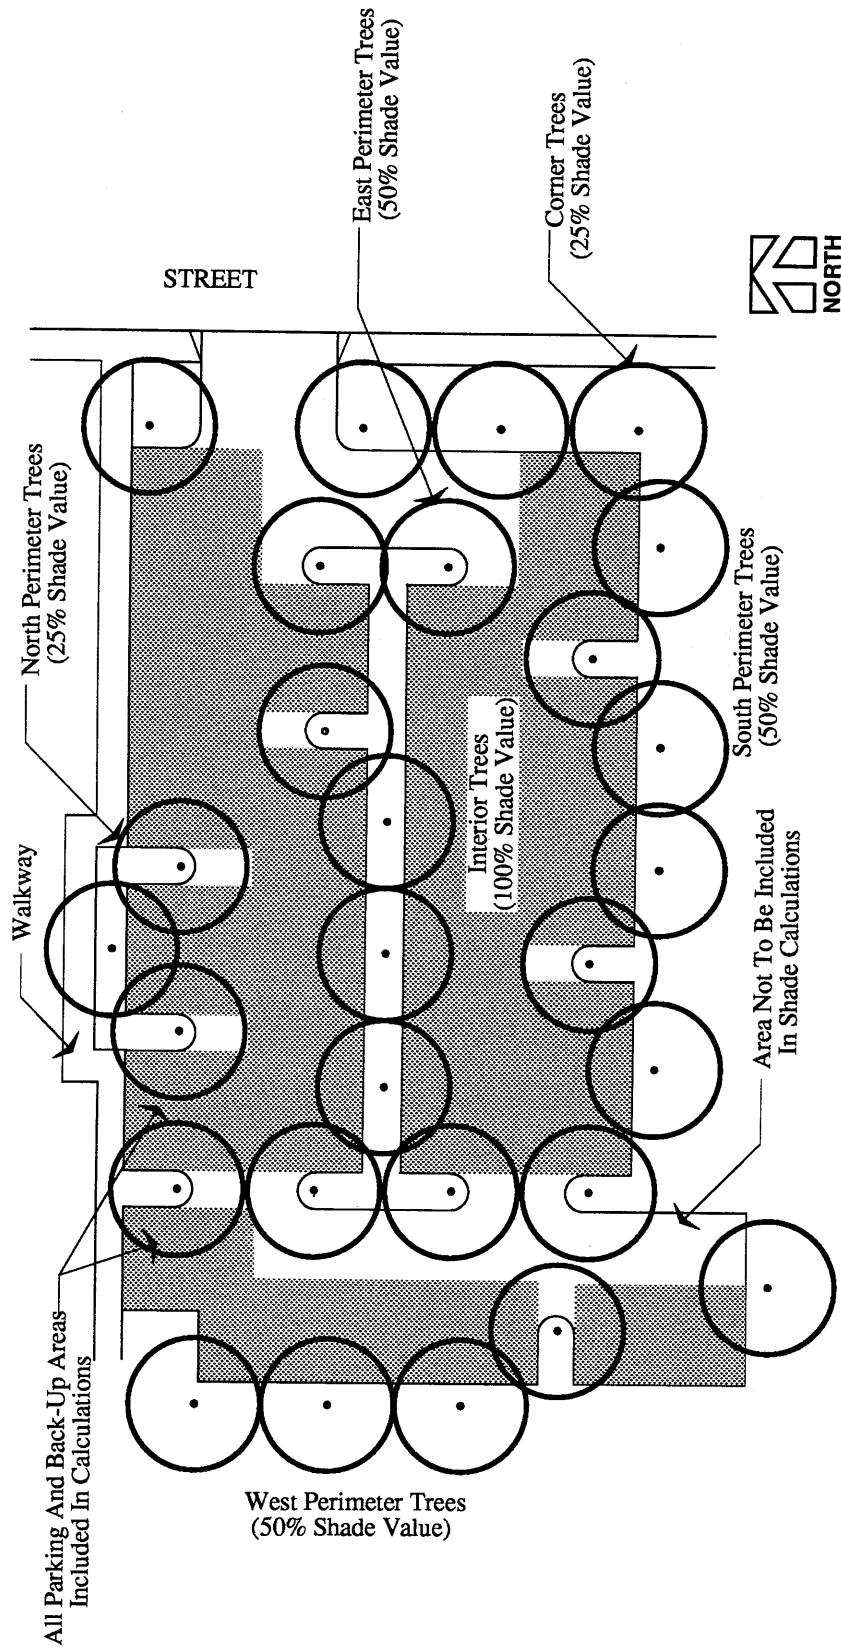 East Perimeter Trees
(50% Shade Value)
Corner Trees
(25% Shade Value)
STREET
NORTH
North Perimeter Trees
(25% Shade Value)
Walkway
Interior Trees
(100% Shade Value)
South Perimeter Trees
(50% Shade Value)
Area Not To Be Included
In Shade Calculations
All Parking And Back-Up Areas
Included In Calculations
West Perimeter Trees
(50% Shade Value)